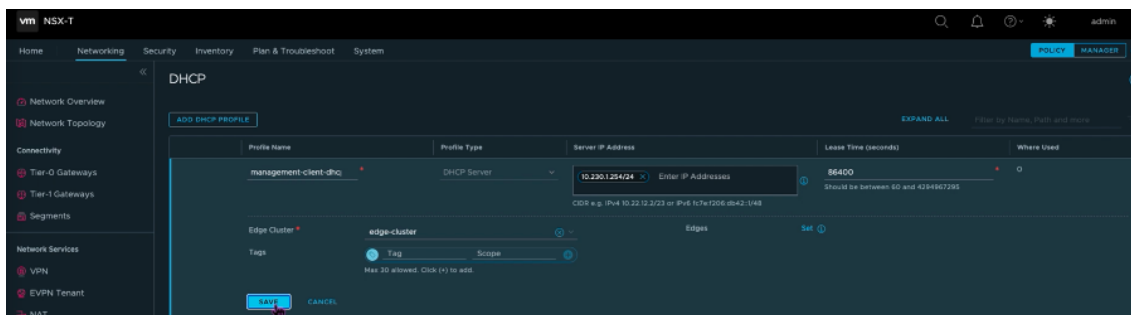 vm NSX-T admin
Home Networking Security Inventory Plan & Troubleshoot System POLICY MANAGER
DHCP
Network Overview
Network Topology
ADD DHCP PROFILE EXPAND ALL Filter by Name, Path and more
Connectivity
Profile Name Profile Type Server IP Address Lease Time (seconds) Where Used
Tier-0 Gateways
management-client-dhcp * DHCP Server 10.230.1.254/24 Enter IP Addresses 86400 * 0
Tier-1 Gateways
Should be between 60 and 4294967295
CIDR e.g. IPv4 10.22.12.2/23 or IPv6 fc7e:f206:db42::1/48
Segments
Edge Cluster * edge-cluster Edges Set
Network Services
Tags Tag Scope
VPN
Max 30 allowed. Click (+) to add.
EVPN Tenant
SAVE CANCEL
NAT